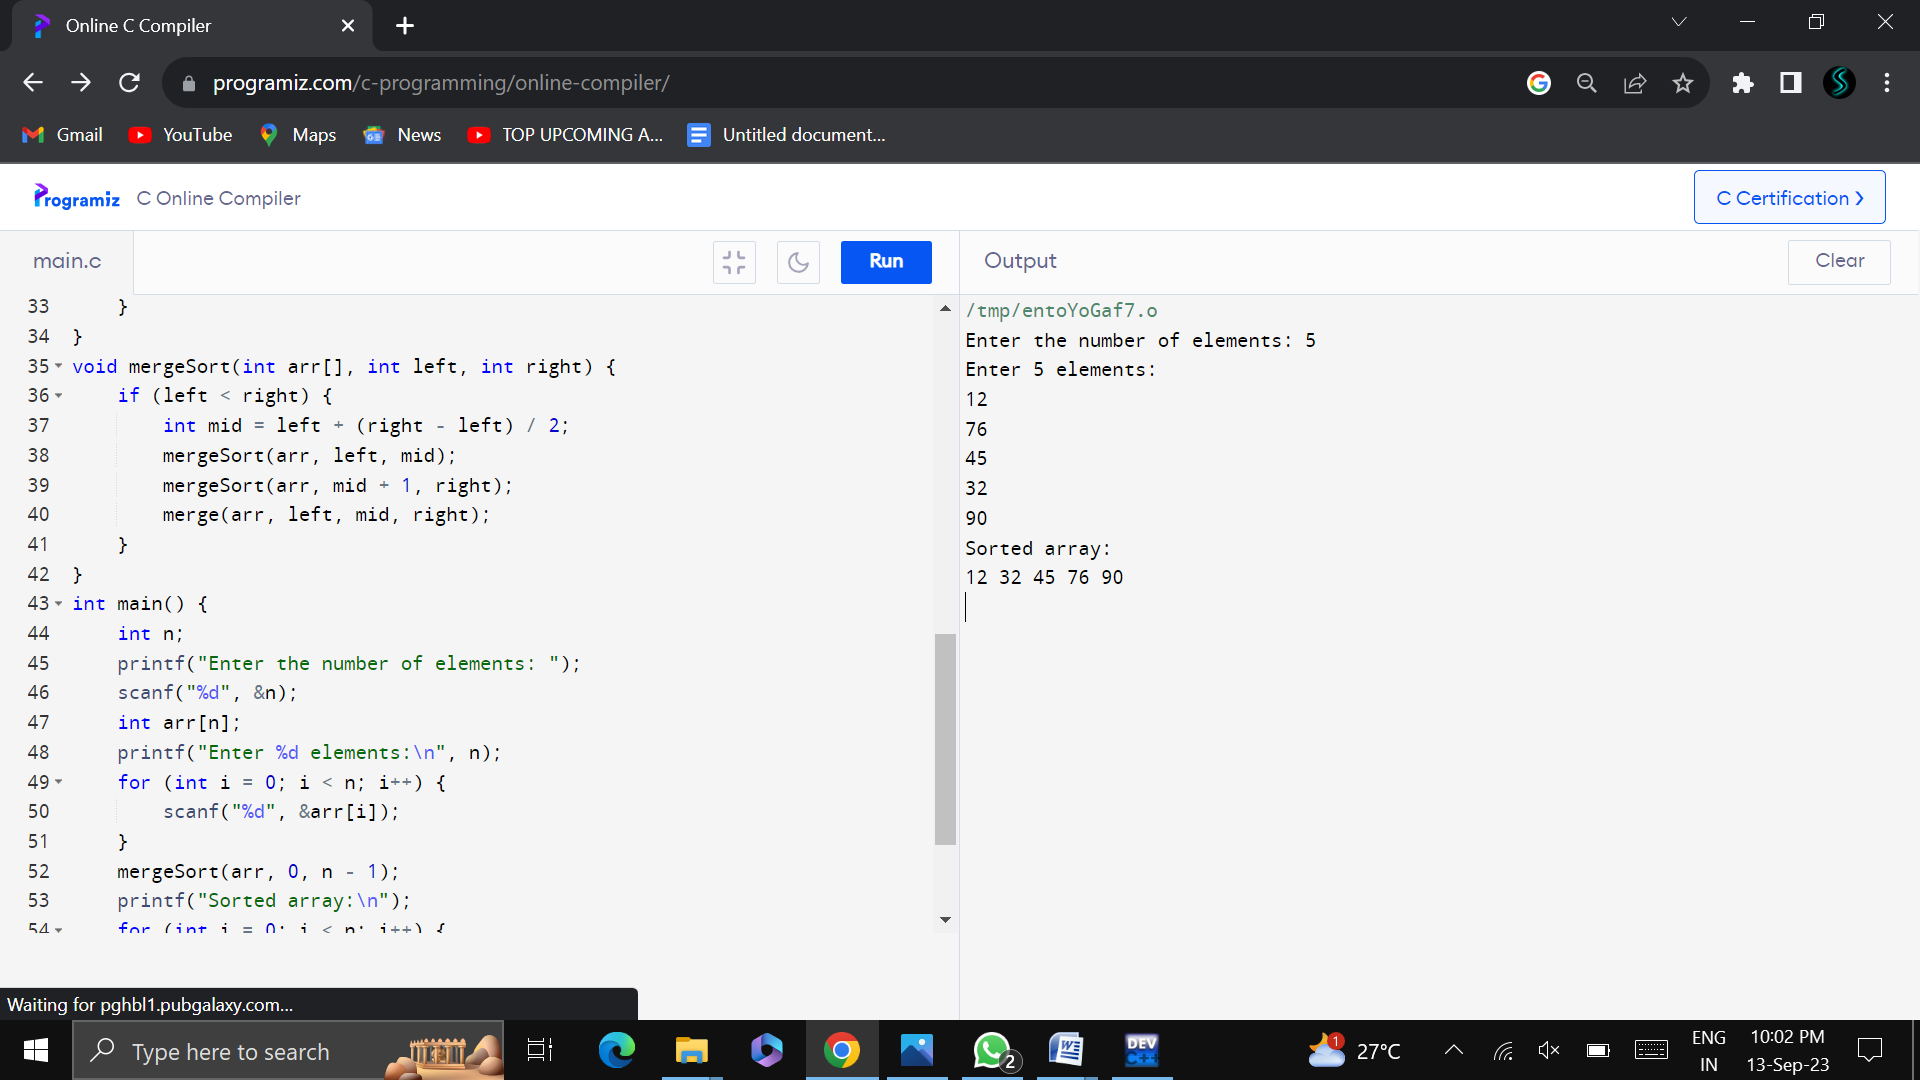 Online C Compiler
programiz.com/c-programming/online-compiler/
Gmail YouTube Maps News TOP UPCOMING A... Untitled document...
Programiz C Online Compiler
C Certification ❯
main.c
Run
Output
Clear
33     }
34 }
35 void mergeSort(int arr[], int left, int right) {
36     if (left < right) {
37         int mid = left + (right - left) / 2;
38         mergeSort(arr, left, mid);
39         mergeSort(arr, mid + 1, right);
40         merge(arr, left, mid, right);
41     }
42 }
43 int main() {
44     int n;
45     printf("Enter the number of elements: ");
46     scanf("%d", &n);
47     int arr[n];
48     printf("Enter %d elements:\n", n);
49     for (int i = 0; i < n; i++) {
50         scanf("%d", &arr[i]);
51     }
52     mergeSort(arr, 0, n - 1);
53     printf("Sorted array:\n");
54     for (int i = 0; i < n; i++) {
/tmp/entoYoGaf7.o
Enter the number of elements: 5
Enter 5 elements:
12
76
45
32
90
Sorted array:
12 32 45 76 90
Waiting for pghbl1.pubgalaxy.com...
Type here to search
DEV
C++
2
1
27°C
ENG
IN
10:02 PM
13-Sep-23